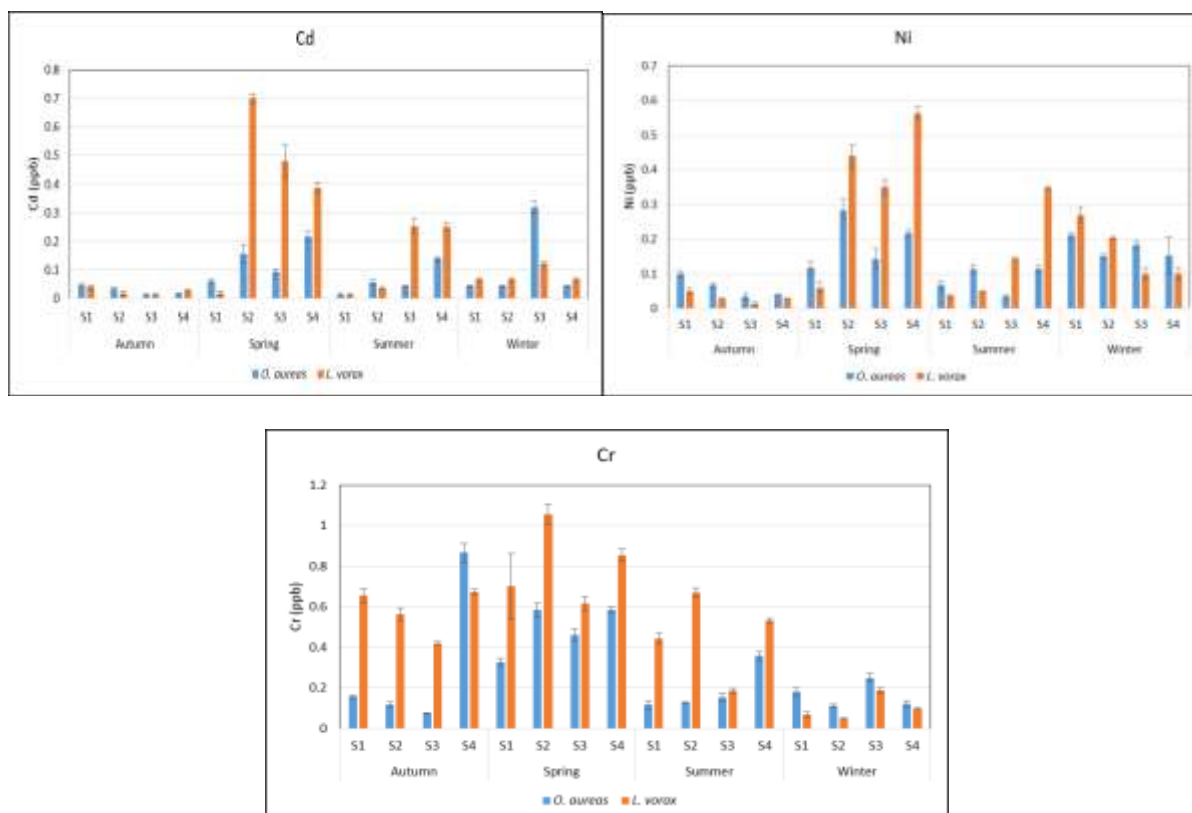 Cd
Cd (ppb)
0.8
0.7
0.6
0.5
0.4
0.3
0.2
0.1
0
S1 S2 S3 S4 S1 S2 S3 S4 S1 S2 S3 S4 S1 S2 S3 S4
Autumn Spring Summer Winter
O. aureas L. vorax
Ni
Ni (ppb)
0.7
0.6
0.5
0.4
0.3
0.2
0.1
0
S1 S2 S3 S4 S1 S2 S3 S4 S1 S2 S3 S4 S1 S2 S3 S4
Autumn Spring Summer Winter
O. aureas L. vorax
Cr
Cr (ppb)
1.2
1
0.8
0.6
0.4
0.2
0
S1 S2 S3 S4 S1 S2 S3 S4 S1 S2 S3 S4 S1 S2 S3 S4
Autumn Spring Summer Winter
O. aureas L. vorax